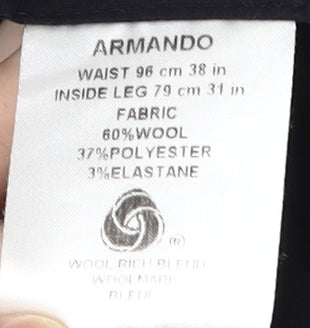 ARMANDO
WAIST 96 cm 38 in
INSIDE LEG 79 cm 31 in
FABRIC
60%WOOL
37%POLYESTER
3%ELASTANE
®
WOOL RICH BLEND
WOOLMARK
BLEND